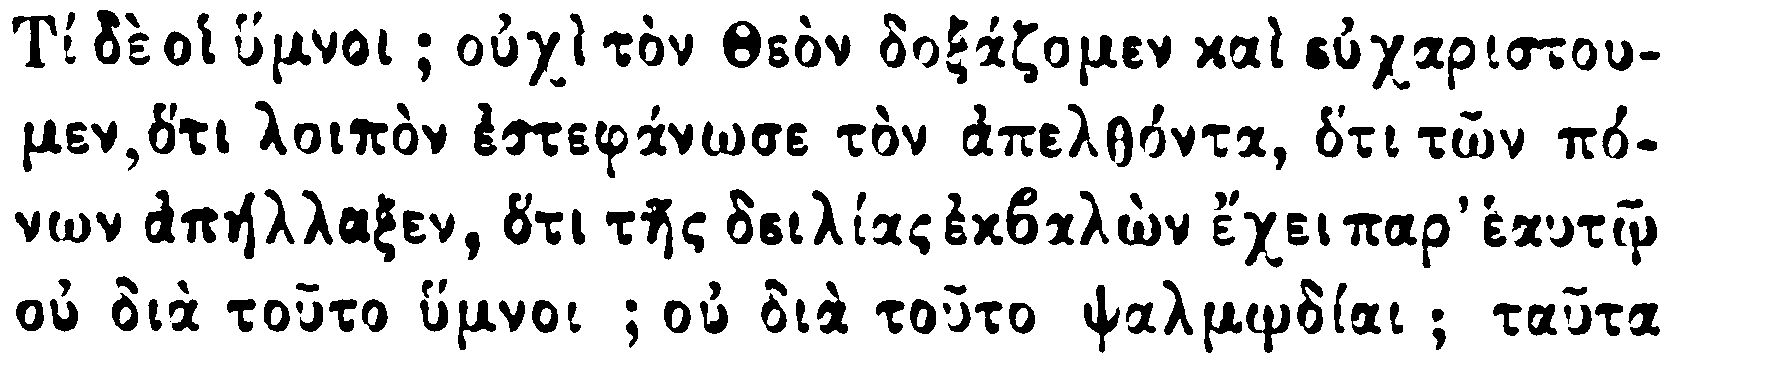 Τί δὲ οἱ ὕμνοι ; οὐχὶ τὸν Θεὸν δοξάζομεν καὶ εὐχαριστου-
μεν, ὅτι λοιπὸν ἐστεφάνωσε τὸν ἀπελθόντα, ὅτι τῶν πό-
νων ἀπήλλαξεν, ὅτι τῆς δειλίας ἐκβαλὼν ἔχει παρ’ ἑαυτῷ
οὐ διὰ τοῦτο ὕμνοι ; οὐ διὰ τοῦτο ψαλμῳδίαι ; ταῦτα